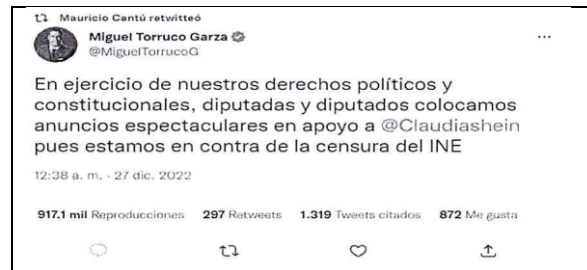 Mauricio Cantú retwitteó
Miguel Torruco Garza
@MiguelTorrucoG
En ejercicio de nuestros derechos políticos y
constitucionales, diputadas y diputados colocamos
anuncios espectaculares en apoyo a @Claudiashein
pues estamos en contra de la censura del INE
12:38 a. m. · 27 dic. 2022
917.1 mil Reproducciones 297 Retweets 1.319 Tweets citados 872 Me gusta